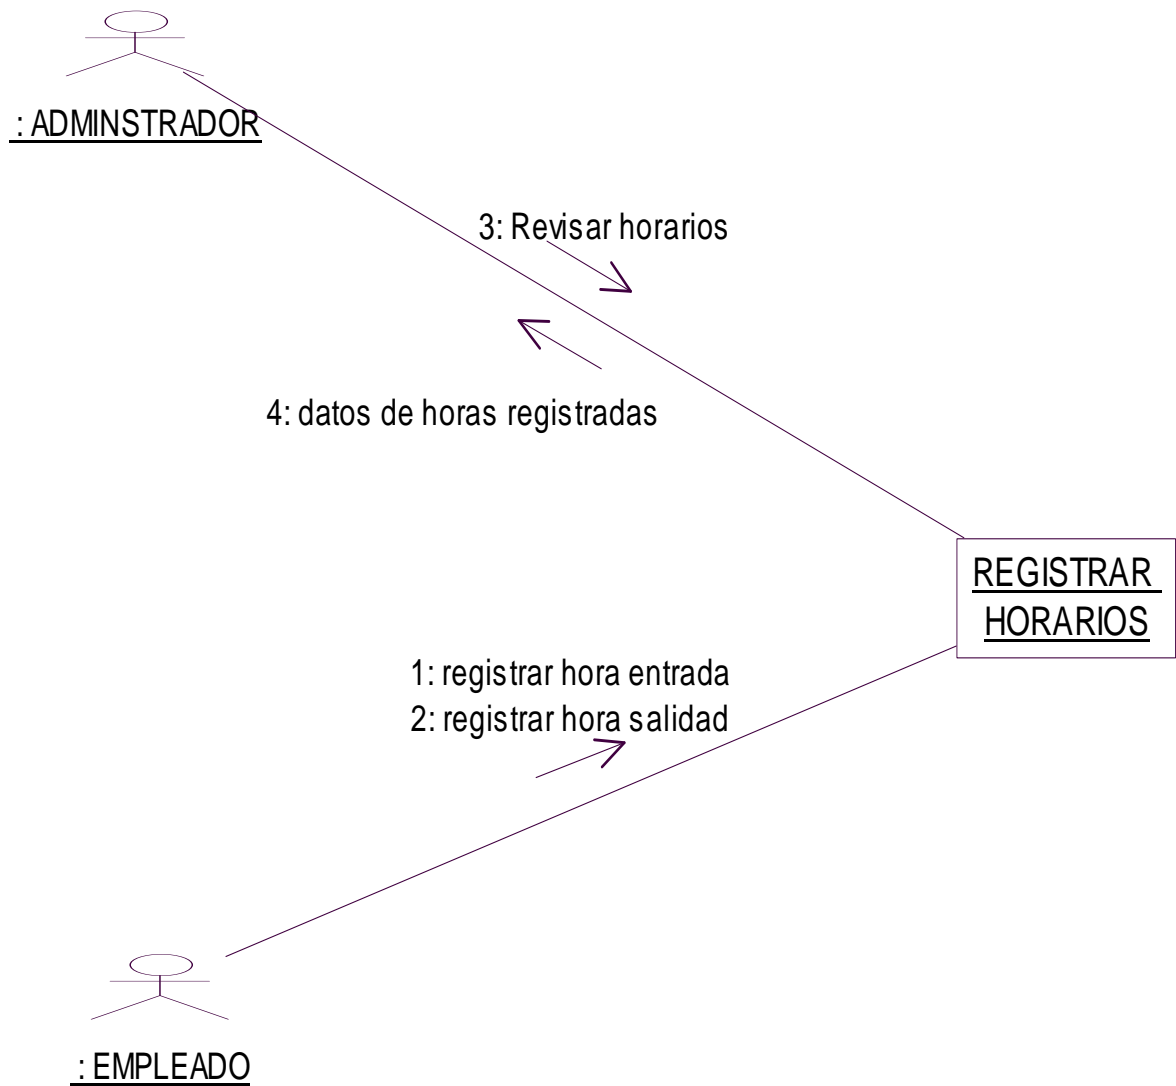 : ADMINSTRADOR
3: Revisar horarios
4: datos de horas registradas
REGISTRAR
HORARIOS
1: registrar hora entrada
2: registrar hora salidad
: EMPLEADO